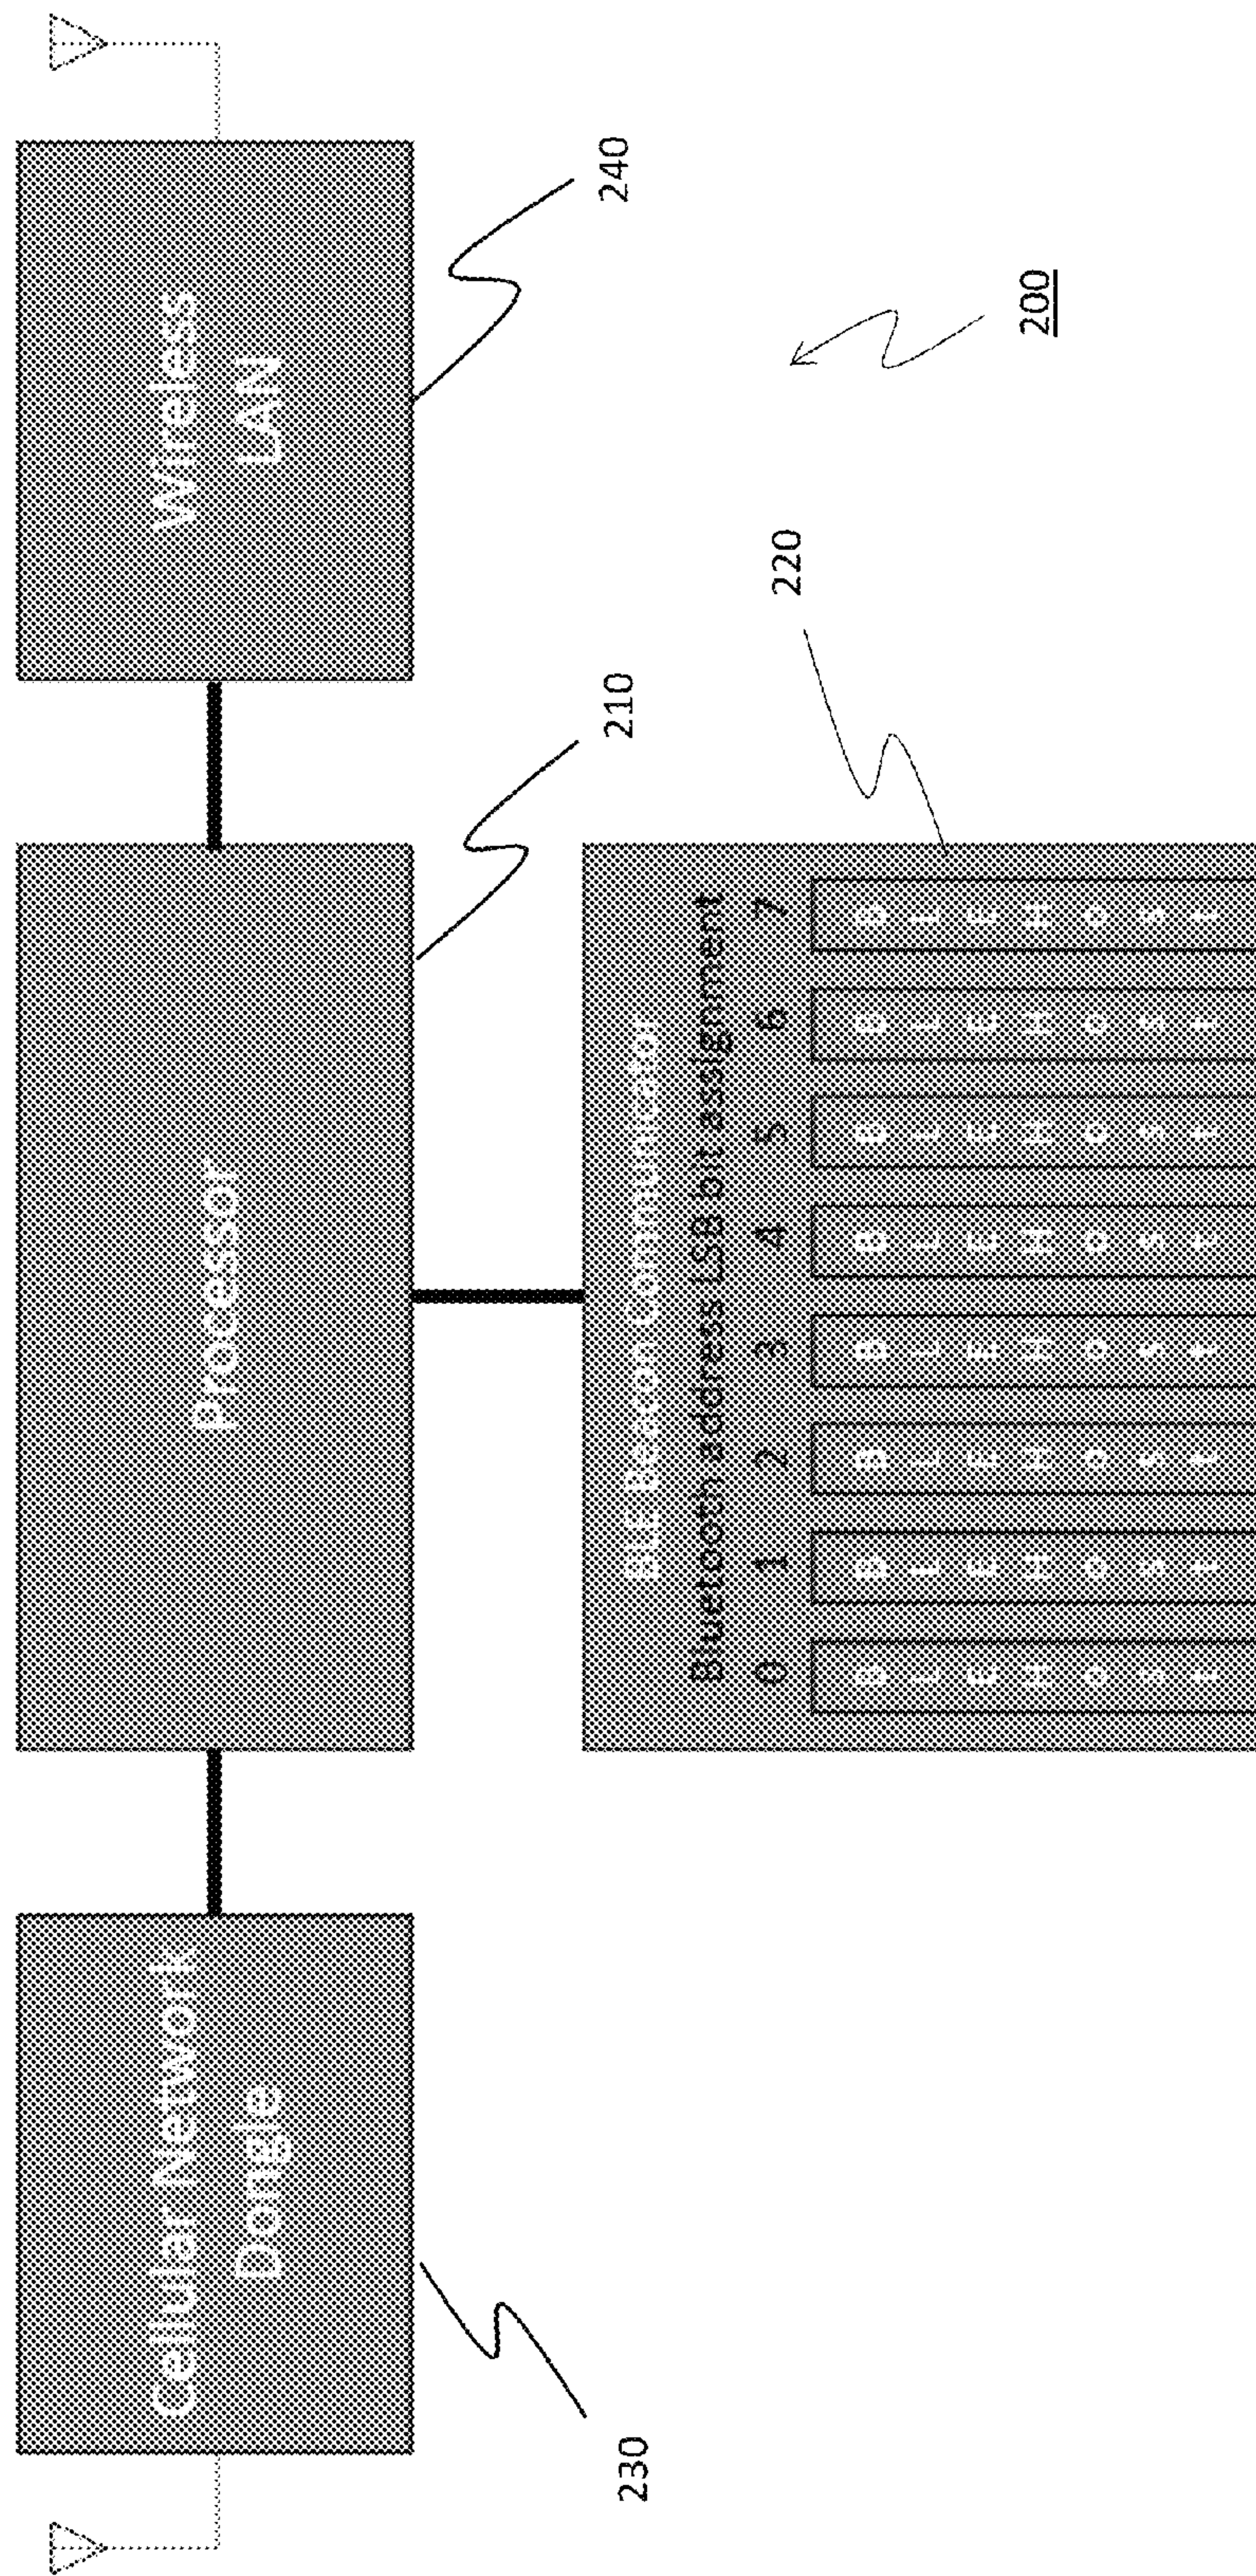 Cellular Network
Dongle
processor
Wireless
LAN
230
210
240
BLE Beacon Communicator
Bluetooth address LSB bit assignment
0 1 2 3 4 5 6 7
B L E H o s t
B L E H o s t
B L E H o s t
B L E H o s t
B L E H o s t
B L E H o s t
B L E H o s t
B L E H o s t
220
200